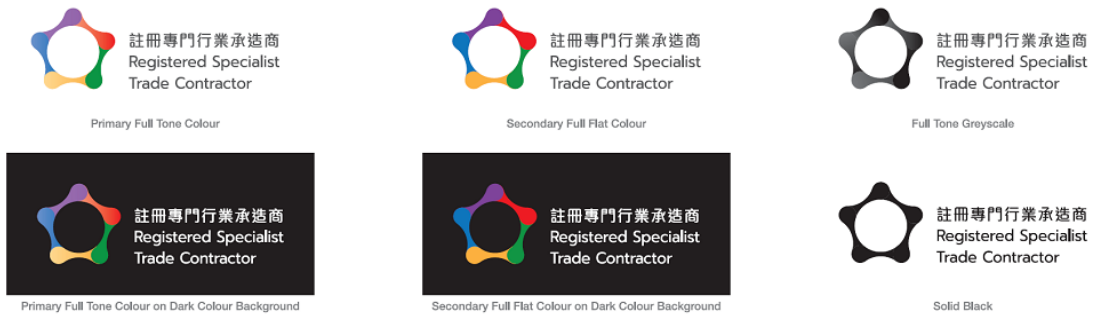 註冊專門行業承造商
Registered Specialist
Trade Contractor
Primary Full Tone Colour
註冊專門行業承造商
Registered Specialist
Trade Contractor
Secondary Full Flat Colour
註冊專門行業承造商
Registered Specialist
Trade Contractor
Full Tone Greyscale
註冊專門行業承造商
Registered Specialist
Trade Contractor
Primary Full Tone Colour on Dark Colour Background
註冊專門行業承造商
Registered Specialist
Trade Contractor
Secondary Full Flat Colour on Dark Colour Background
註冊專門行業承造商
Registered Specialist
Trade Contractor
Solid Black